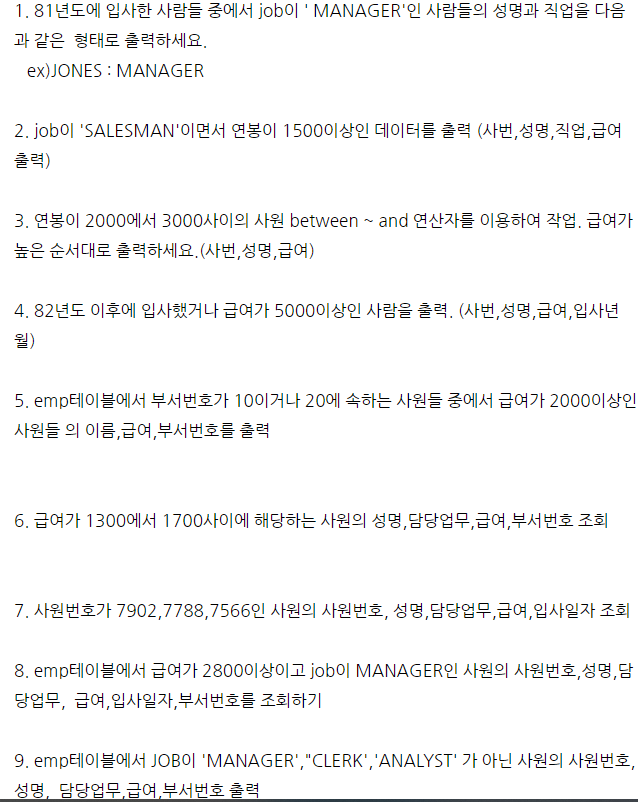 1. 81년도에 입사한 사람들 중에서 job이 ' MANAGER'인 사람들의 성명과 직업을 다음
과 같은  형태로 출력하세요.
ex)JONES : MANAGER
2. job이 'SALESMAN'이면서 연봉이 1500이상인 데이터를 출력 (사번,성명,직업,급여
출력)
3. 연봉이 2000에서 3000사이의 사원 between ~ and 연산자를 이용하여 작업. 급여가
높은 순서대로 출력하세요.(사번,성명,급여)
4. 82년도 이후에 입사했거나 급여가 5000이상인 사람을 출력. (사번,성명,급여,입사년
월)
5. emp테이블에서 부서번호가 10이거나 20에 속하는 사원들 중에서 급여가 2000이상인
사원들 의 이름,급여,부서번호를 출력
6. 급여가 1300에서 1700사이에 해당하는 사원의 성명,담당업무,급여,부서번호 조회
7. 사원번호가 7902,7788,7566인 사원의 사원번호, 성명,담당업무,급여,입사일자 조회
8. emp테이블에서 급여가 2800이상이고 job이 MANAGER인 사원의 사원번호,성명,담
당업무,  급여,입사일자,부서번호를 조회하기
9. emp테이블에서 JOB이 'MANAGER',"CLERK','ANALYST' 가 아닌 사원의 사원번호,
성명,  담당업무,급여,부서번호 출력